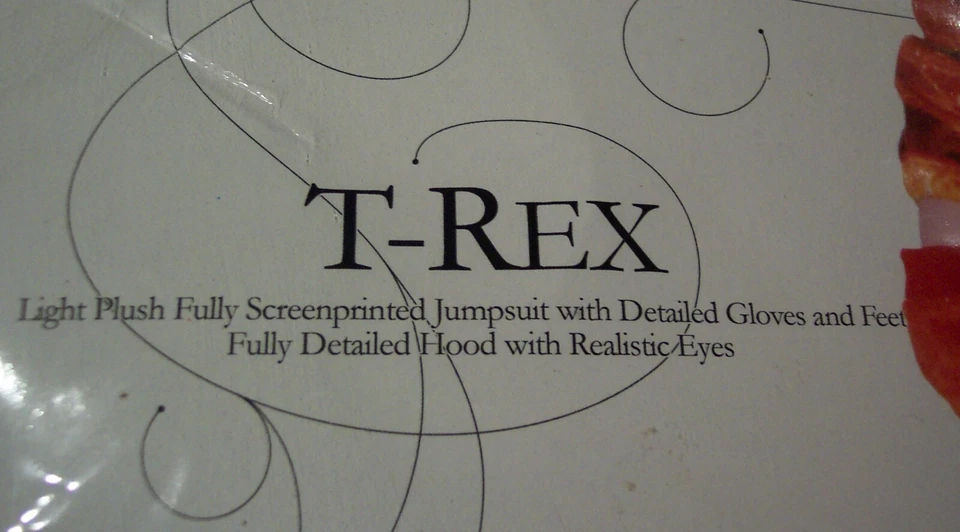 T-REX
Light Plush Fully Screenprinted Jumpsuit with Detailed Gloves and Feet
Fully Detailed Hood with Realistic Eyes